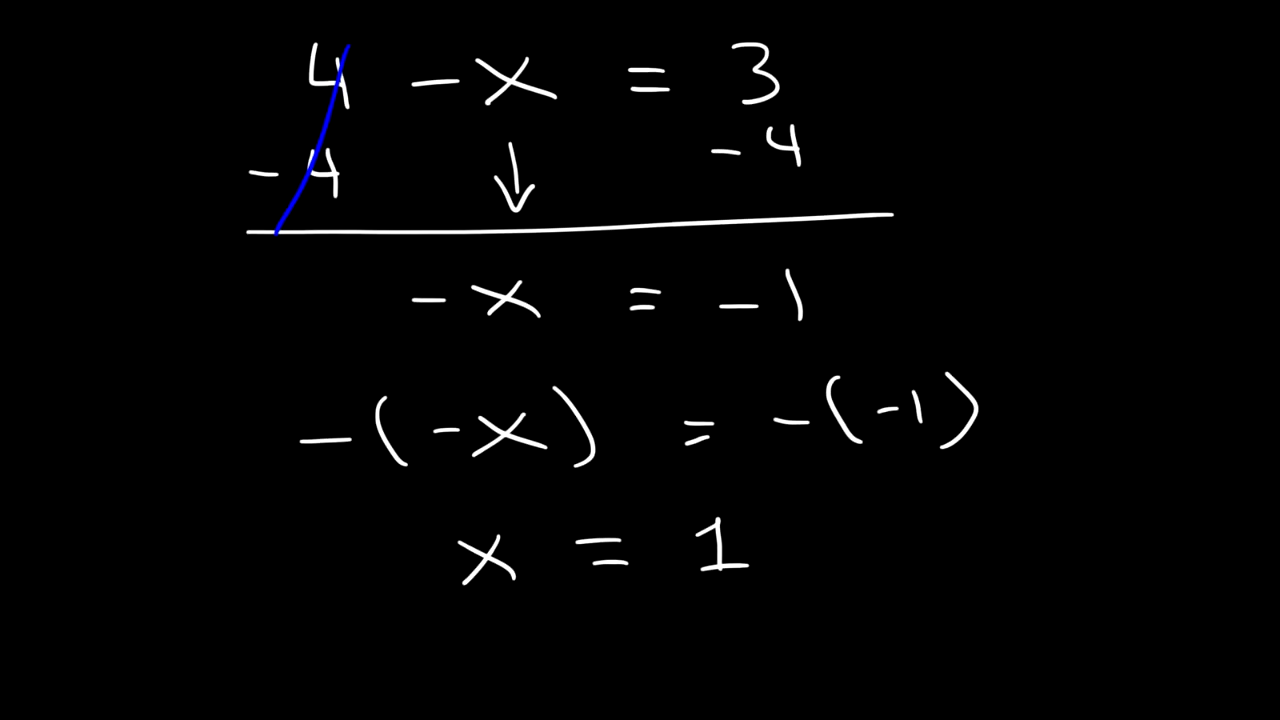 4 - x = 3
- 4 ↓ - 4
- x = - 1
- ( - x ) = - ( - 1 )
x = 1